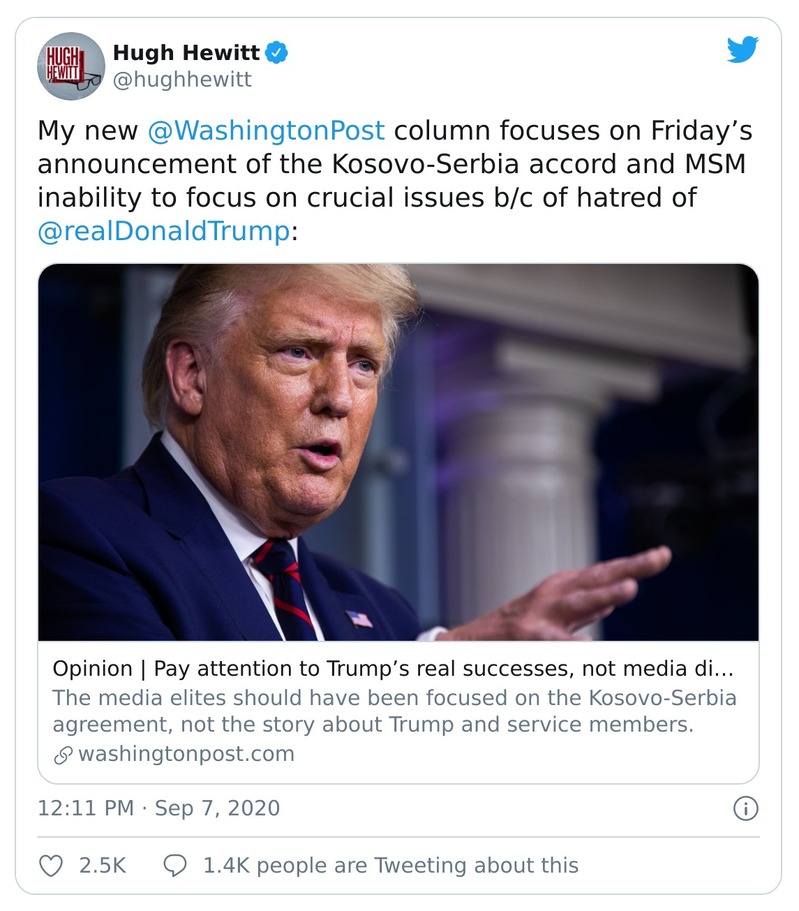 HUGH
HEWITT
Hugh Hewitt
@hughhewitt
My new @WashingtonPost column focuses on Friday’s
announcement of the Kosovo-Serbia accord and MSM
inability to focus on crucial issues b/c of hatred of
@realDonaldTrump:
Opinion | Pay attention to Trump’s real successes, not media di...
The media elites should have been focused on the Kosovo-Serbia
agreement, not the story about Trump and service members.
washingtonpost.com
12:11 PM · Sep 7, 2020
2.5K 1.4K people are Tweeting about this